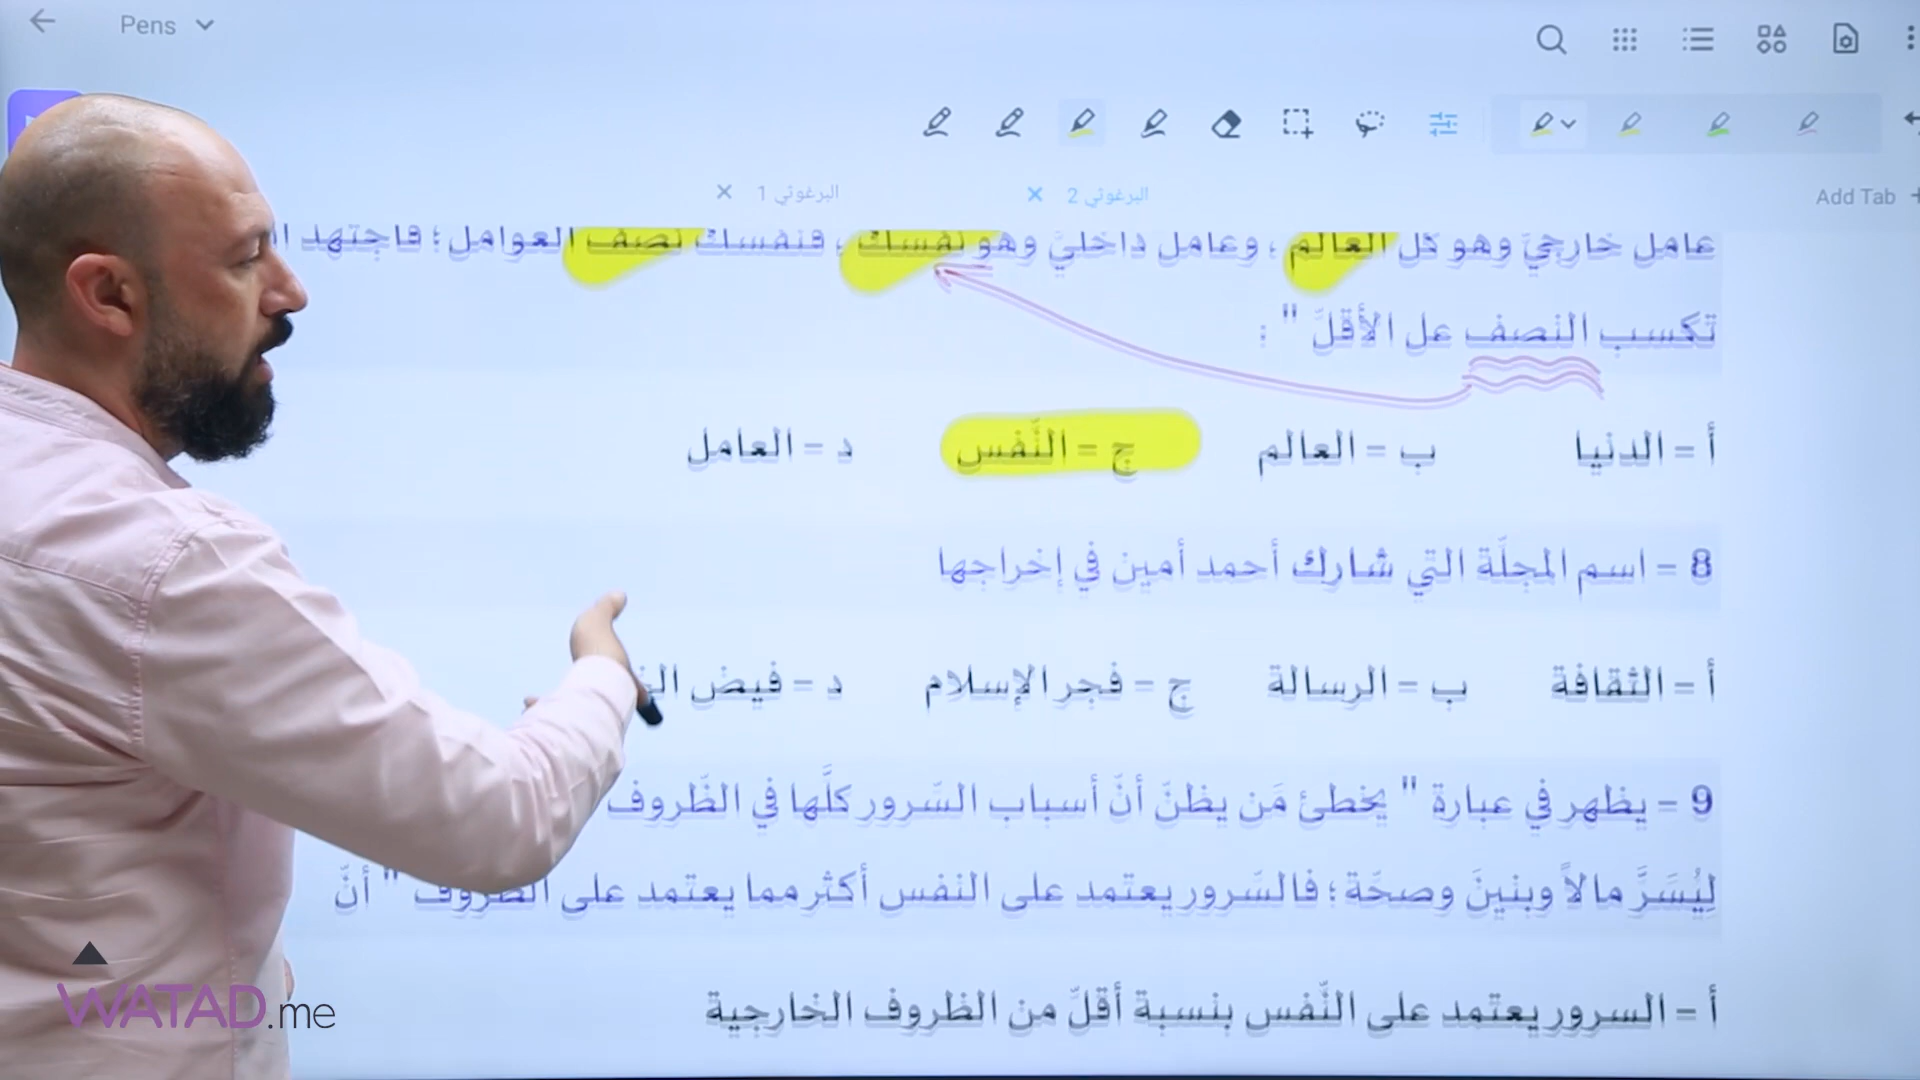 Pens
البرغوثي 1
البرغوثي 2
Add Tab
عامل خارجيّ وهو كل العالم ، وعامل داخليّ وهو نفسك ، فنفسك نصف العوامل ؛ فاجتهد
تكسب النصف عل الأقلّ " :
أ – الدنيا ب – العالم ج – النَّفس د – العامل
8 – اسم المجلّة التي شارك أحمد أمين في إخراجها
أ – الثقافة ب – الرسالة ج – فجر الإسلام د – فيض
9 – يظهر في عبارة " يخطئ مَن يظنّ أنّ أسباب السّرور كلَّها في الظّروف
ليُسَرَّ مالاً وبنينَ وصحّة ؛ فالسّرور يعتمد على النفس أكثر مما يعتمد على الظروف " أنَّ
أ – السرور يعتمد على النَّفس بنسبة أقلّ من الظروف الخارجية
WATAD.me